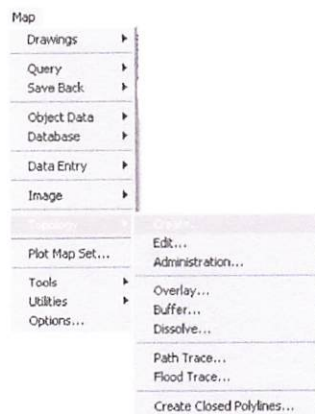 Map
Drawings
Query
Save Back
Object Data
Database
Data Entry
Image
Topology
Plot Map Set...
Tools
Utilities
Options...
Create...
Edit...
Administration...
Overlay...
Buffer...
Dissolve...
Path Trace...
Flood Trace...
Create Closed Polylines...